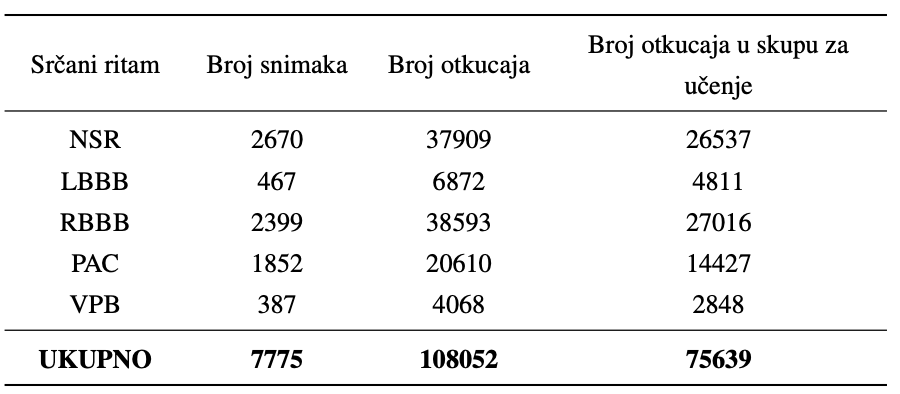 Srčani ritam Broj snimaka Broj otkucaja Broj otkucaja u skupu za učenje
NSR 2670 37909 26537
LBBB 467 6872 4811
RBBB 2399 38593 27016
PAC 1852 20610 14427
VPB 387 4068 2848
UKUPNO 7775 108052 75639